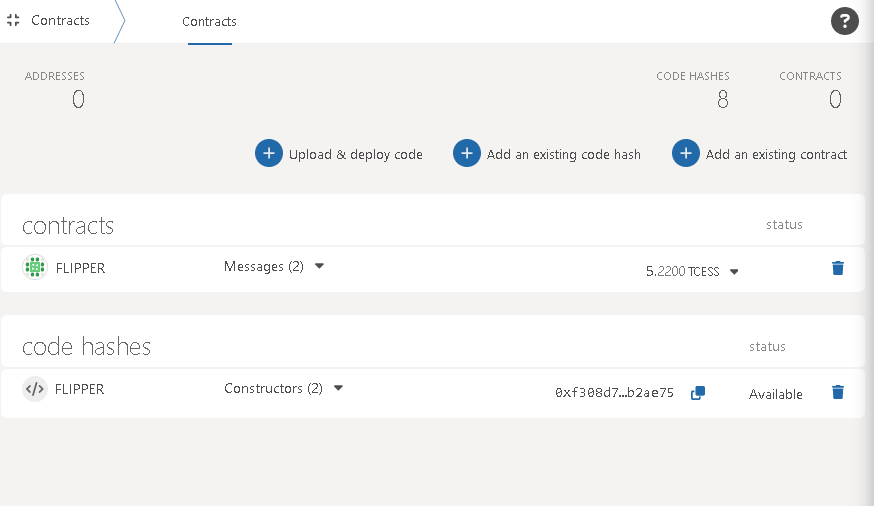 Contracts
Contracts
?
ADDRESSES
0
CODE HASHES
8
CONTRACTS
0
Upload & deploy code
Add an existing code hash
Add an existing contract
contracts
status
FLIPPER
Messages (2)
5.2200 TCESS
code hashes
status
</> FLIPPER
Constructors (2)
0xf308d7…b2ae75
Available